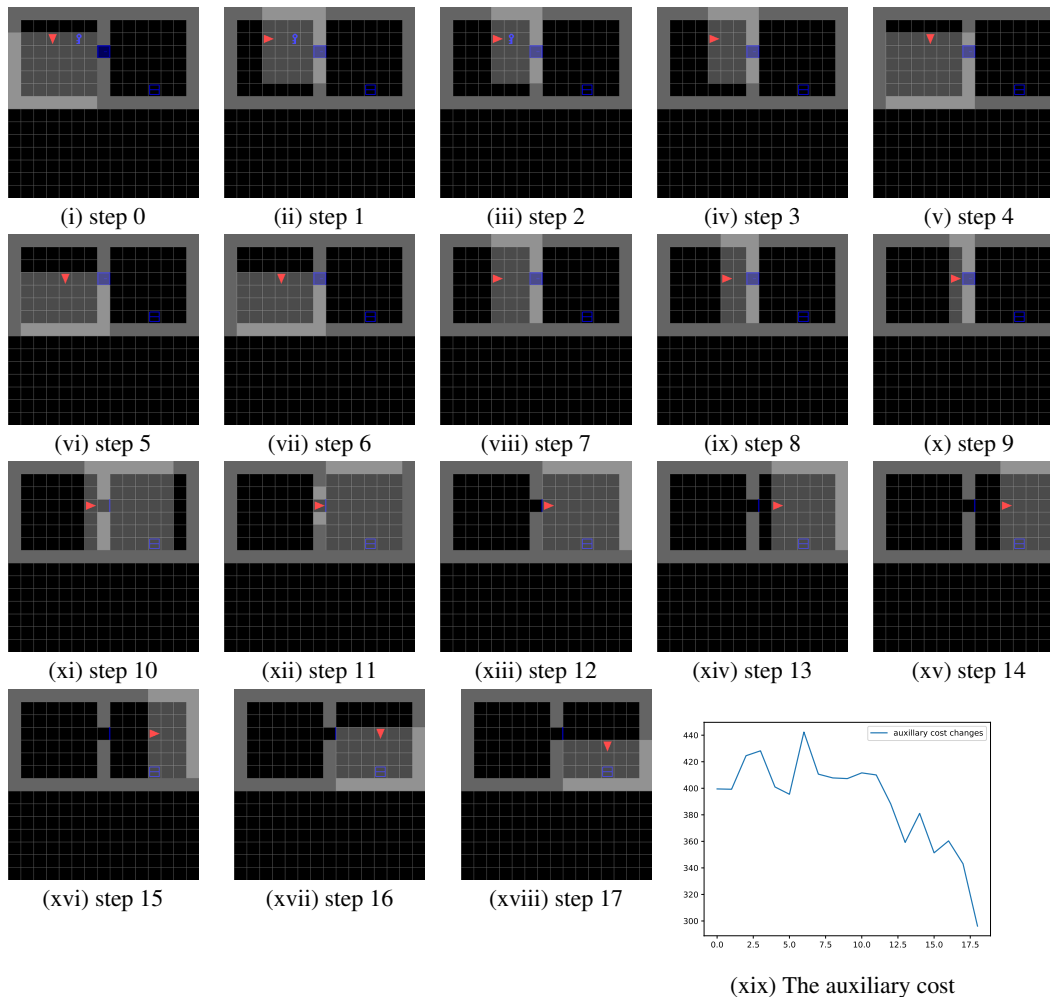 (i) step 0
(ii) step 1
(iii) step 2
(iv) step 3
(v) step 4
(vi) step 5
(vii) step 6
(viii) step 7
(ix) step 8
(x) step 9
(xi) step 10
(xii) step 11
(xiii) step 12
(xiv) step 13
(xv) step 14
(xvi) step 15
(xvii) step 16
(xviii) step 17
auxillary cost changes
440
420
400
380
360
340
320
300
0.0 2.5 5.0 7.5 10.0 12.5 15.0 17.5
(xix) The auxiliary cost